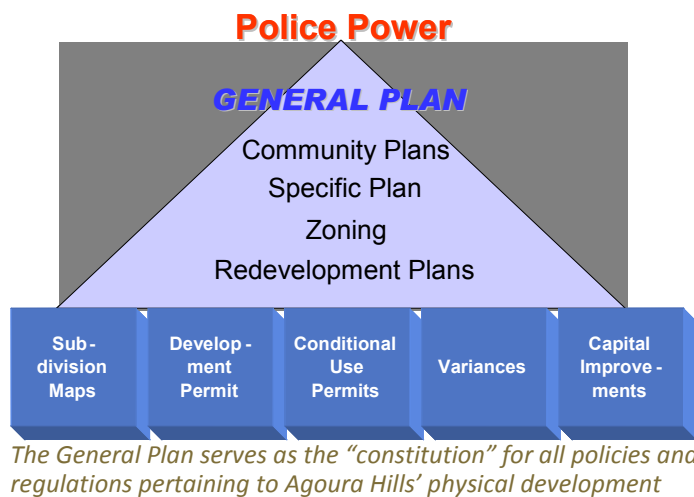 Police Power
GENERAL PLAN
Community Plans
Specific Plan
Zoning
Redevelopment Plans
Sub-
division
Maps
Develop-
ment
Permit
Conditional
Use
Permits
Variances
Capital
Improve-
ments
The General Plan serves as the “constitution” for all policies and
regulations pertaining to Agoura Hills’ physical development